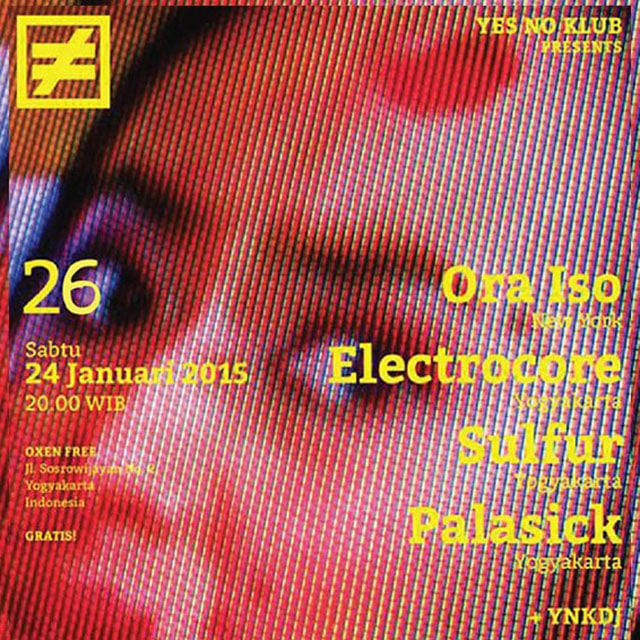 YES NO KLUB
PRESENTS
26
Sabtu
24 Januari 2015
20.00 WIB
OXEN FREE
Jl. Sosrowijayan No. 2
Yogyakarta
Indonesia
GRATIS!
Ora Iso
New York
Electrocore
Yogyakarta
Sulfur
Yogyakarta
Palasick
Yogyakarta
+ YNKDJ